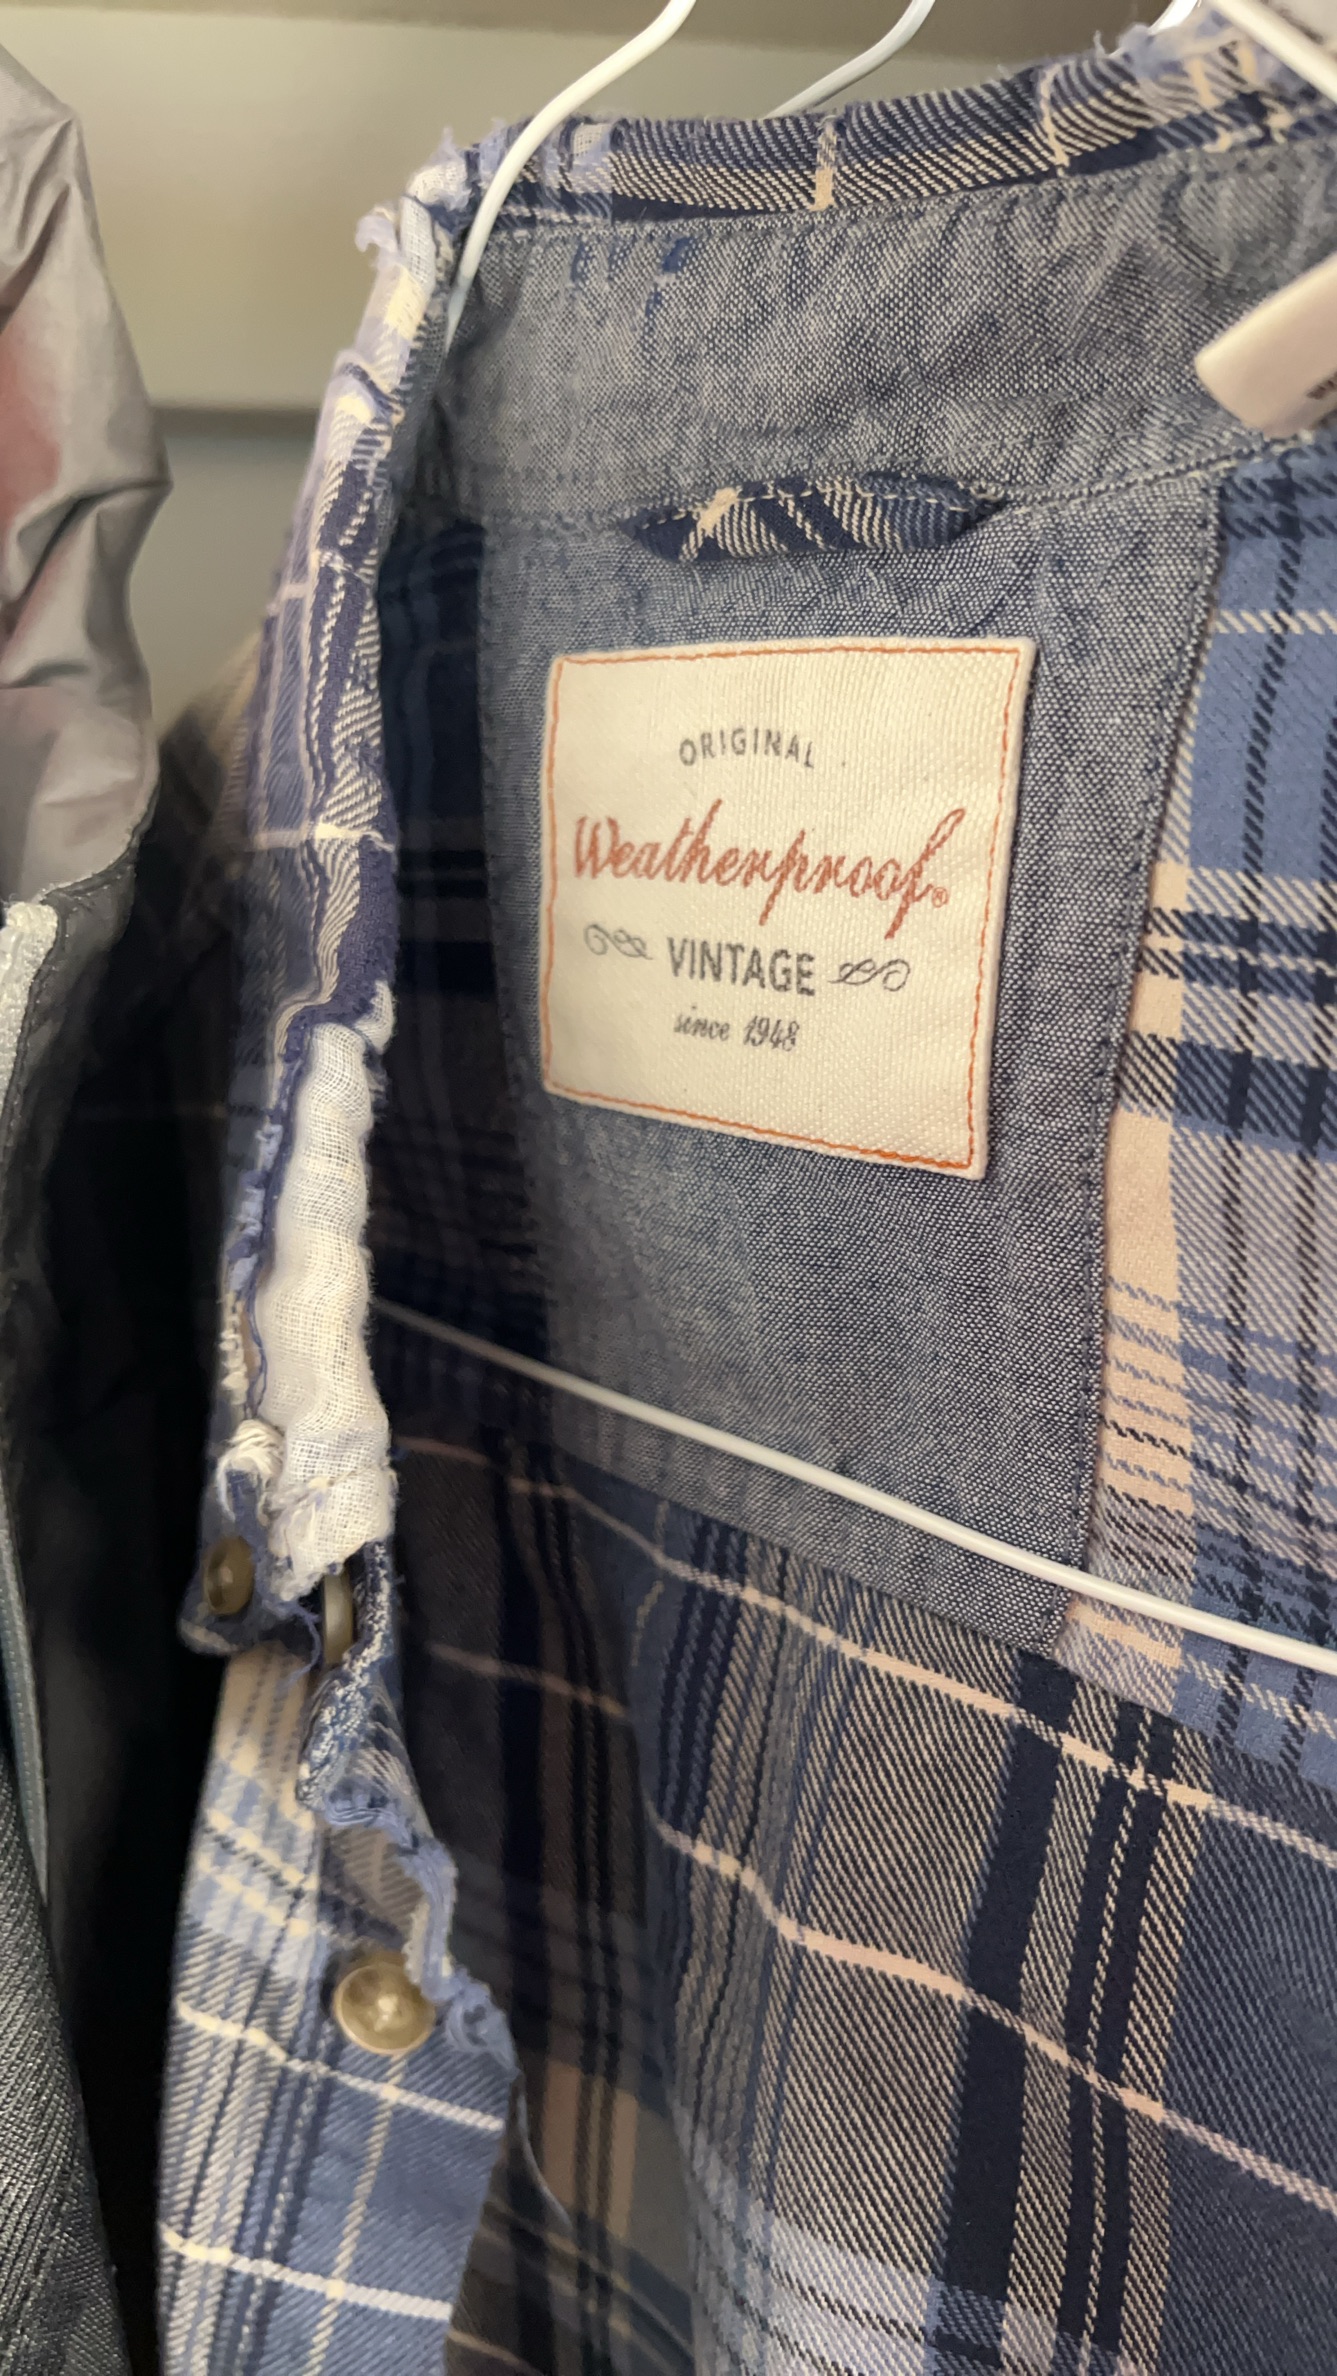 ORIGINAL
Weatherproof®
VINTAGE
since 1948